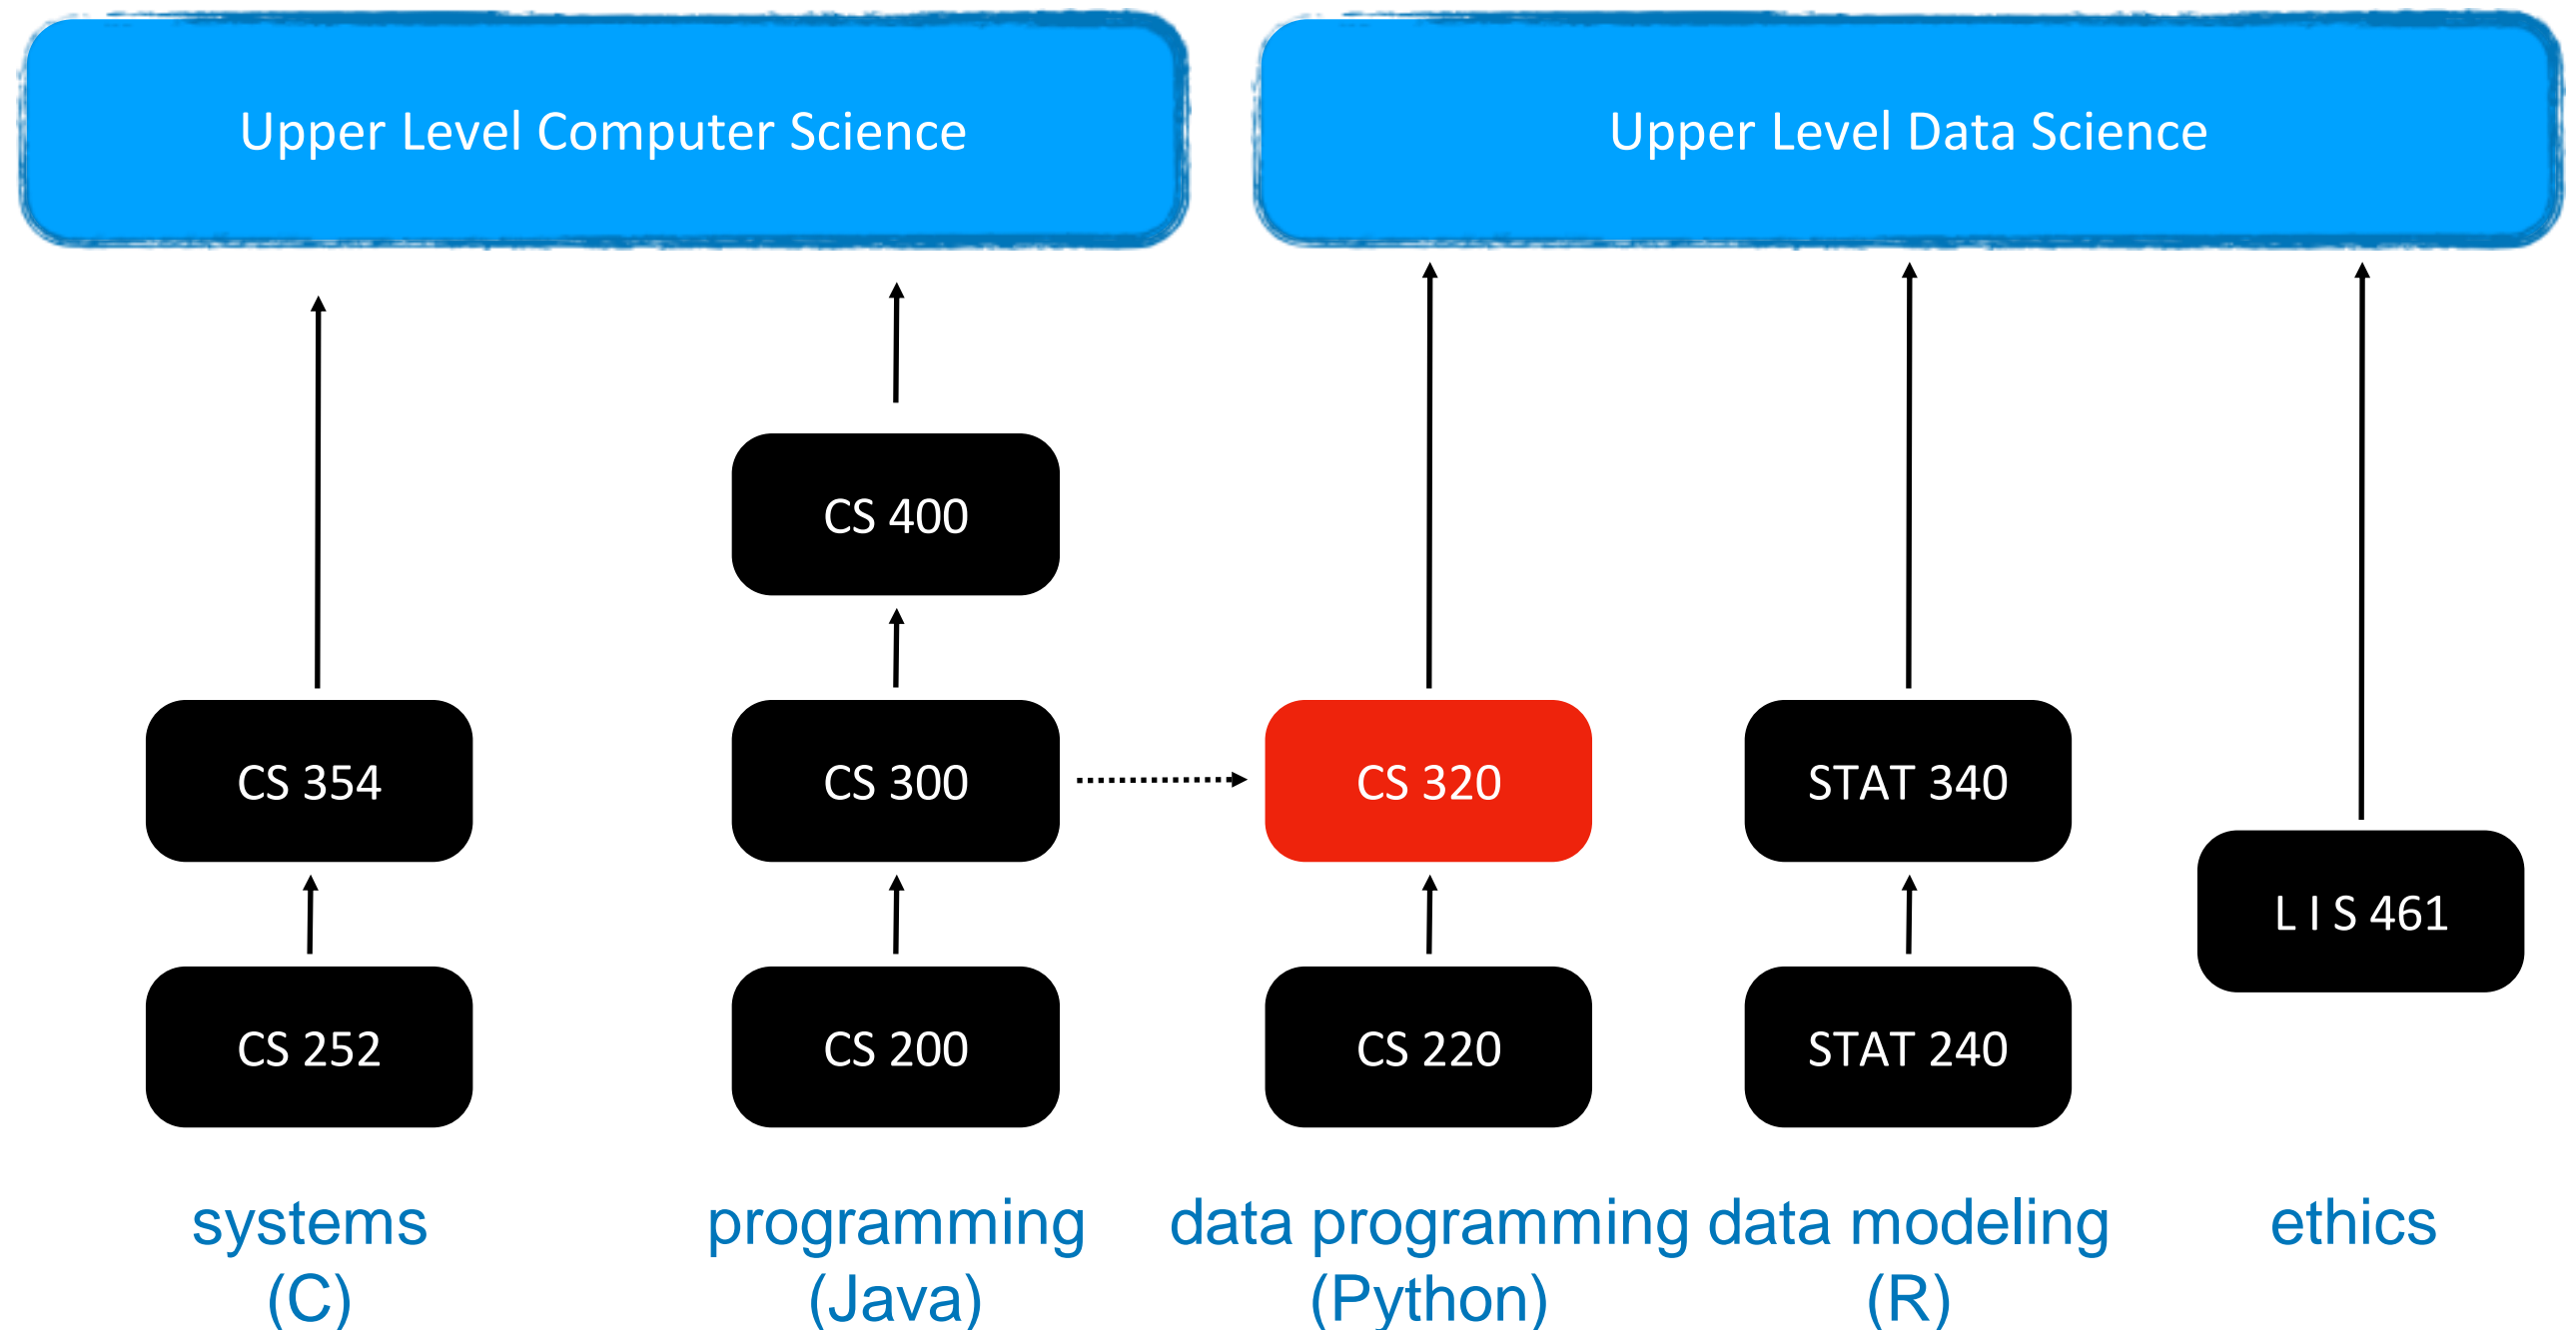 Upper Level Computer Science
Upper Level Data Science
CS 400
CS 354
CS 300
CS 320
STAT 340
L I S 461
CS 252
CS 200
CS 220
STAT 240
systems
(C)
programming
(Java)
data programming
(Python)
data modeling
(R)
ethics